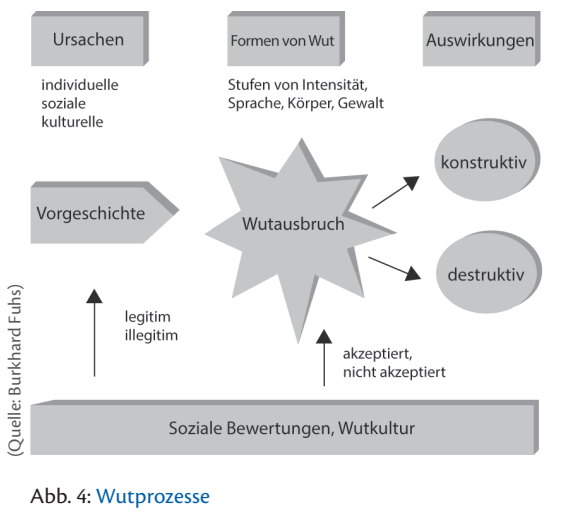 Ursachen
Formen von Wut
Auswirkungen
individuelle
soziale
kulturelle
Stufen von Intensität,
Sprache, Körper, Gewalt
Vorgeschichte
Wutausbruch
konstruktiv
destruktiv
legitim
illegitim
akzeptiert,
nicht akzeptiert
Soziale Bewertungen, Wutkultur
(Quelle: Burkhard Fuhs)
Abb. 4: Wutprozesse